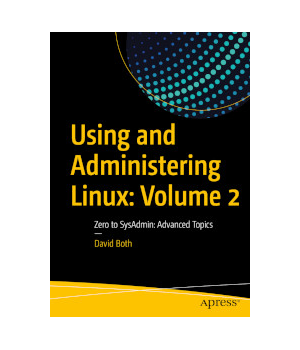 Using and
Administering
Linux: Volume 2
Zero to SysAdmin: Advanced Topics
David Both
Apress®